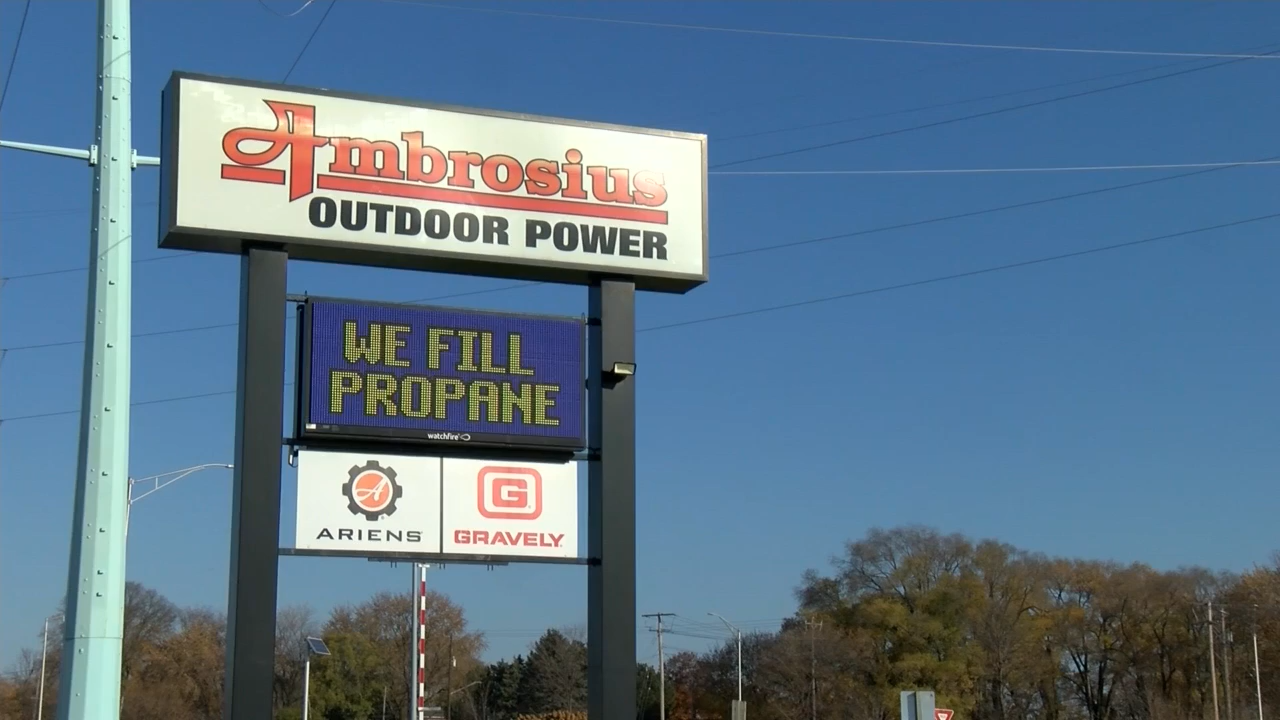 Ambrosius
OUTDOOR POWER
WE FILL
PROPANE
watchfire
A
ARIENS
G
GRAVELY